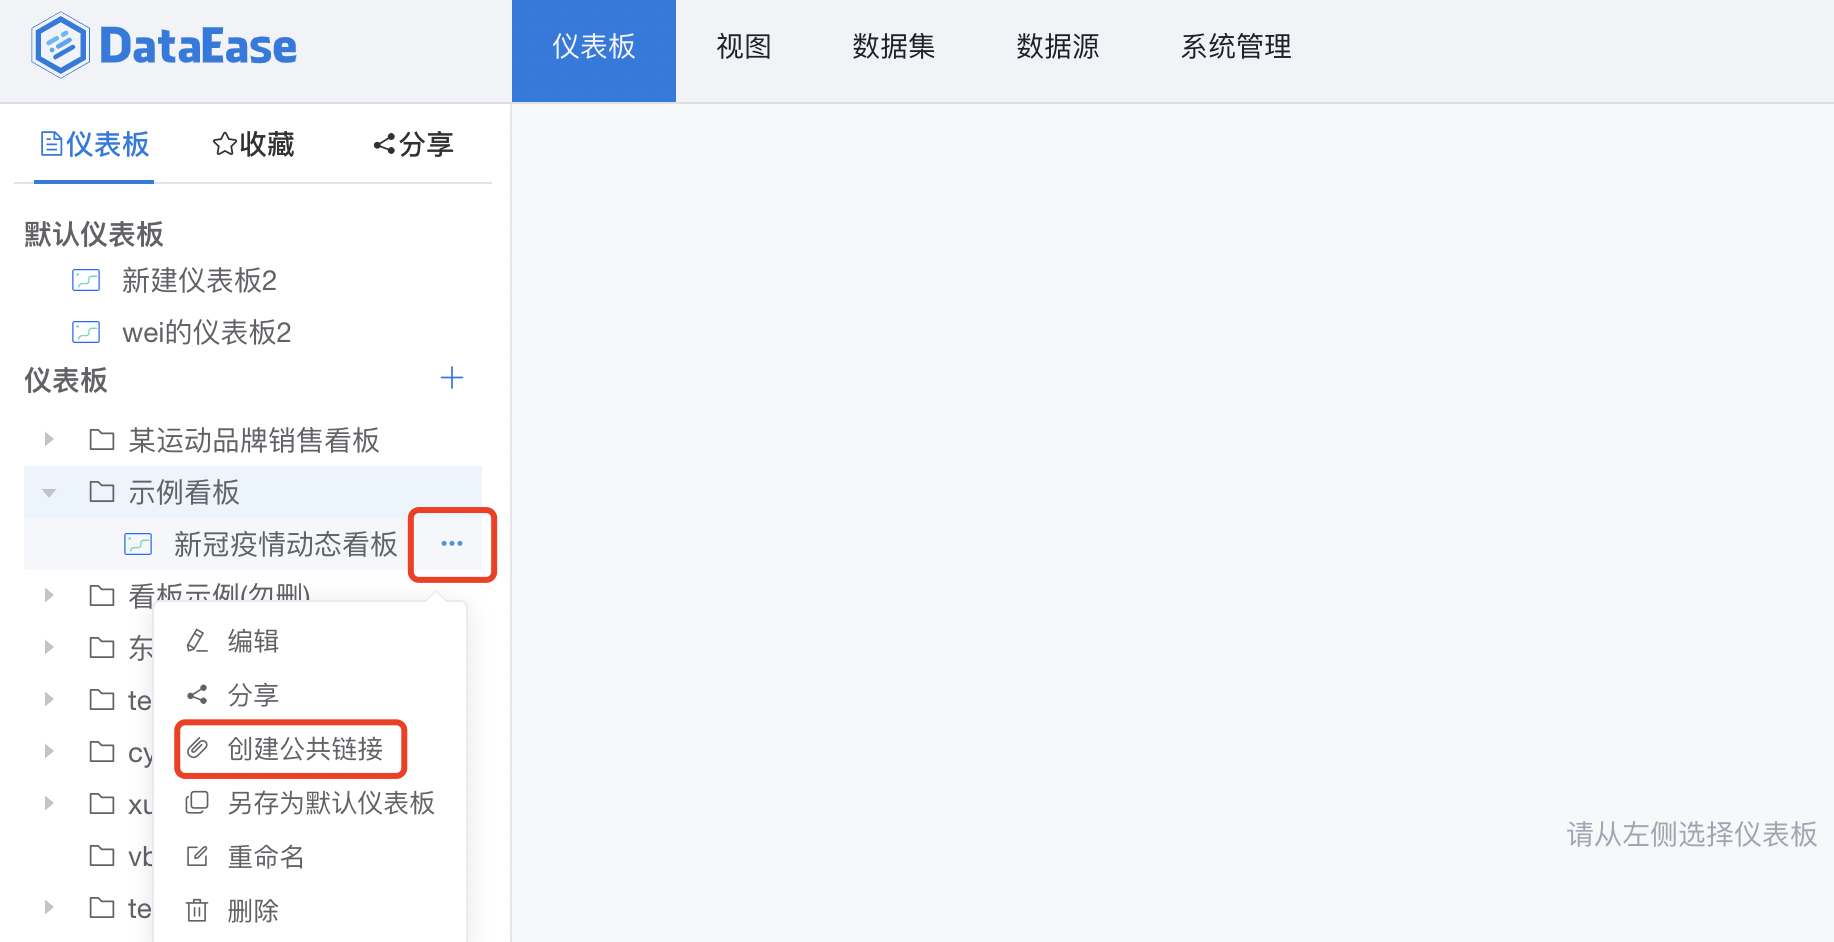 DataEase
仪表板 视图 数据集 数据源 系统管理
仪表板 收藏 分享
默认仪表板
新建仪表板2
wei的仪表板2
仪表板
某运动品牌销售看板
示例看板
新冠疫情动态看板
看板示例(勿删)
东
te
cy
xu
vb
te
编辑
分享
创建公共链接
另存为默认仪表板
重命名
删除
请从左侧选择仪表板